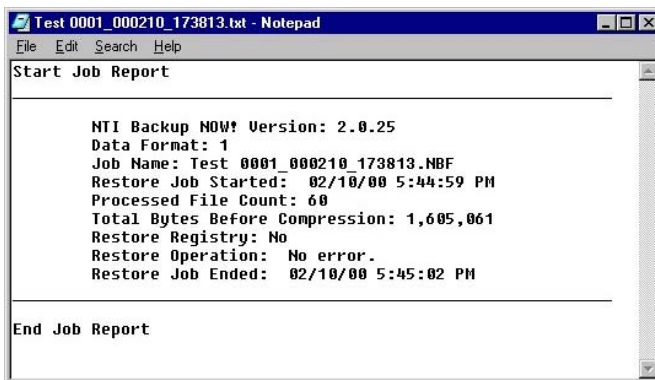 Test 0001_000210_173813.txt - Notepad
File Edit Search Help
Start Job Report
NTI Backup NOW! Version: 2.0.25
Data Format: 1
Job Name: Test 0001_000210_173813.NBF
Restore Job Started: 02/10/00 5:44:59 PM
Processed File Count: 60
Total Bytes Before Compression: 1,605,061
Restore Registry: No
Restore Operation: No error.
Restore Job Ended: 02/10/00 5:45:02 PM
End Job Report